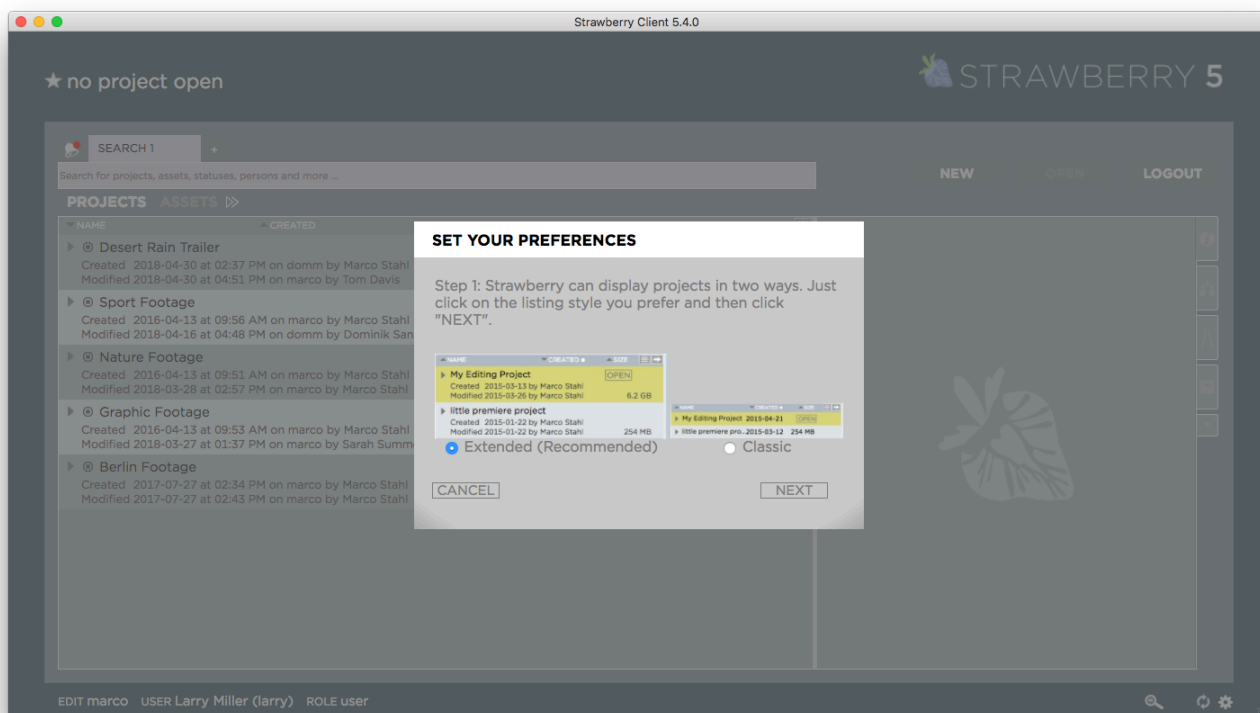 Strawberry Client 5.4.0
no project open
STRAWBERRY 5
SEARCH 1
+
Search for projects, assets, statuses, persons and more ...
NEW OPEN LOGOUT
PROJECTS ASSETS
NAME CREATED
Desert Rain Trailer
Created 2018-04-30 at 02:37 PM on domm by Marco Stahl
Modified 2018-04-30 at 04:51 PM on marco by Tom Davis
Sport Footage
Created 2016-04-13 at 09:56 AM on marco by Marco Stahl
Modified 2018-04-16 at 04:48 PM on domm by Dominik San
Nature Footage
Created 2016-04-13 at 09:51 AM on marco by Marco Stahl
Modified 2018-03-28 at 02:57 PM on marco by Marco Stahl
Graphic Footage
Created 2016-04-13 at 09:53 AM on marco by Marco Stahl
Modified 2018-03-27 at 01:37 PM on marco by Sarah Summ
Berlin Footage
Created 2017-07-27 at 02:34 PM on marco by Marco Stahl
Modified 2017-07-27 at 02:43 PM on marco by Marco Stahl
SET YOUR PREFERENCES
Step 1: Strawberry can display projects in two ways. Just
click on the listing style you prefer and then click
"NEXT".
NAME CREATED SIZE
My Editing Project OPEN
Created 2015-03-13 by Marco Stahl
Modified 2015-03-26 by Marco Stahl 6.2 GB
little premiere project
Created 2015-01-22 by Marco Stahl
Modified 2015-01-22 by Marco Stahl 254 MB
NAME CREATED SIZE
My Editing Project 2015-04-21 OPEN
little premiere pro..2015-03-12 254 MB
Extended (Recommended) Classic
CANCEL NEXT
EDIT marco USER Larry Miller (larry) ROLE user